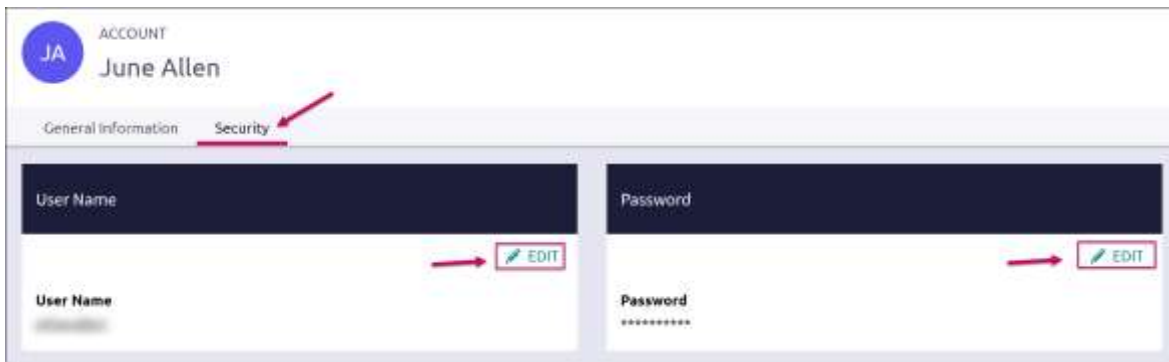 JA
ACCOUNT
June Allen
General Information Security
User Name
Password
EDIT
EDIT
User Name
Password
**********